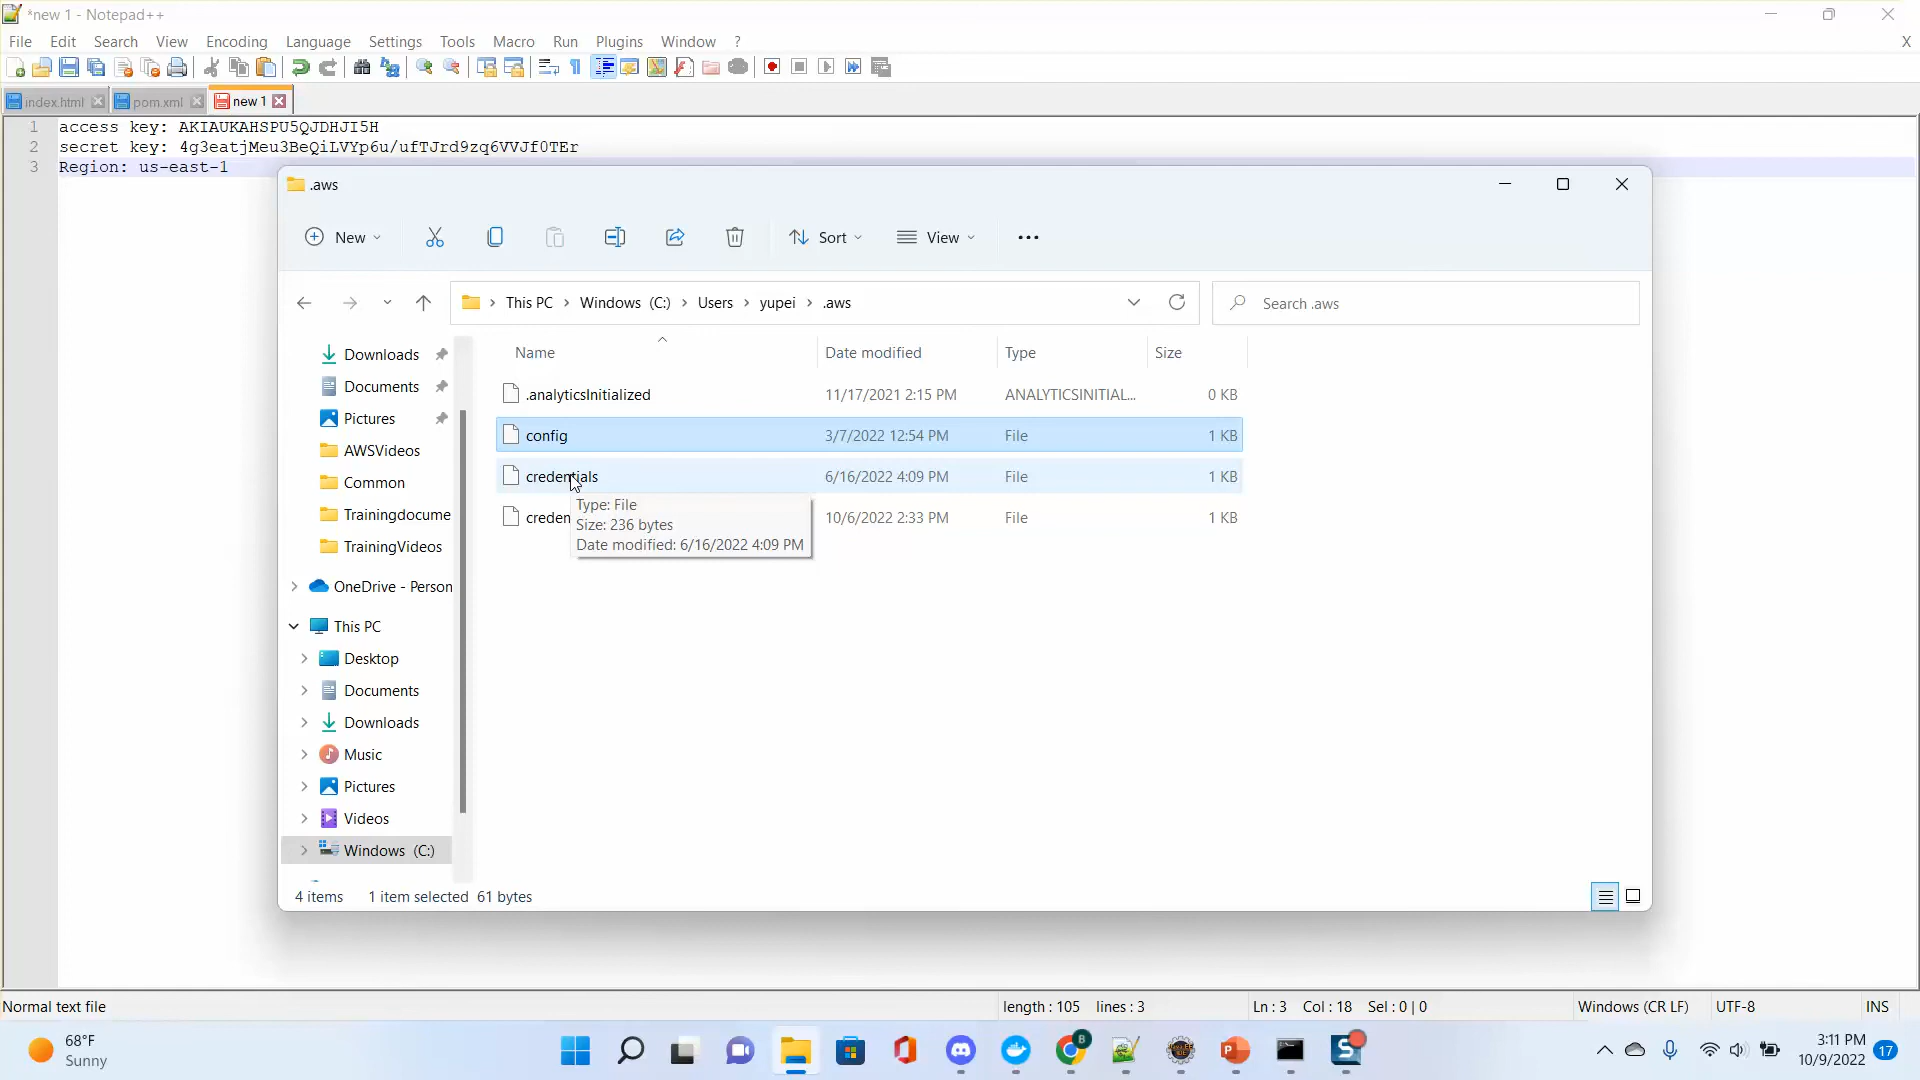 *new 1 - Notepad++
File Edit Search View Encoding Language Settings Tools Macro Run Plugins Window ? X
index.html pom.xml new 1
1 access key: AKIAUKAHSPU5QJDHJI5H
2 secret key: 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
3 Region: us-east-1
.aws
New Sort View
This PC Windows (C:) Users yupei .aws
Search .aws
Name Date modified Type Size
.analyticsInitialized 11/17/2021 2:15 PM ANALYTICSINITIAL... 0 KB
config 3/7/2022 12:54 PM File 1 KB
credentials 6/16/2022 4:09 PM File 1 KB
creden 10/6/2022 2:33 PM File 1 KB
Type: File
Size: 236 bytes
Date modified: 6/16/2022 4:09 PM
Downloads
Documents
Pictures
AWSVideos
Common
Trainingdocume
TrainingVideos
OneDrive - Person
This PC
Desktop
Documents
Downloads
Music
Pictures
Videos
Windows (C:)
4 items 1 item selected 61 bytes
Normal text file length : 105 lines : 3 Ln : 3 Col : 18 Sel : 0 | 0 Windows (CR LF) UTF-8 INS
68°F
Sunny
3:11 PM
10/9/2022
17